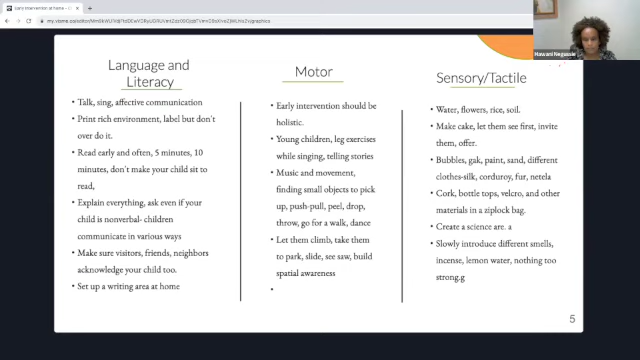 Early intervention at home - V
Hawani Negussie
Language and
Literacy
• Talk, sing, affective communication
• Print rich environment, label but don't
over do it.
• Read early and often, 5 minutes, 10
minutes, don't make your child sit to
read,
• Explain everything, ask even if your
child is nonverbal- children
communicate in various ways
• Make sure visitors, friends, neighbors
acknowledge your child too.
• Set up a writing area at home
Motor
• Early intervention should be
holistic.
• Young children, leg exercises
while singing, telling stories
• Music and movement,
finding small objects to pick
up, push-pull, peel, drop,
throw, go for a walk, dance
• Let them climb, take them
to park, slide, see saw, build
spatial awareness
•
Sensory/Tactile
• Water, flowers, rice, soil.
• Make cake, let them see first, invite
them, offer.
• Bubbles, gak, paint, sand, different
clothes-silk, corduroy, fur, netela
• Cork, bottle tops, velcro, and other
materials in a ziplock bag.
• Create a science are. a
• Slowly introduce different smells,
incense, lemon water, nothing too
strong.g
5